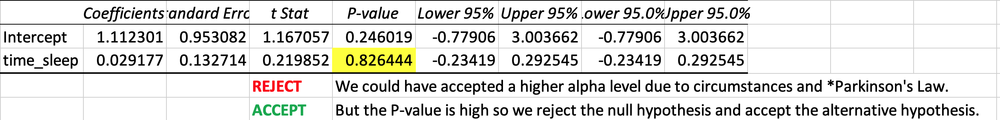 Coefficients tandard Erro t Stat P-value Lower 95% Upper 95% Lower 95.0% Upper 95.0%
Intercept 1.112301 0.953082 1.167057 0.246019 -0.77906 3.003662 -0.77906 3.003662
time_sleep 0.029177 0.132714 0.219852 0.826444 -0.23419 0.292545 -0.23419 0.292545
REJECT We could have accepted a higher alpha level due to circumstances and *Parkinson's Law.
ACCEPT But the P-value is high so we reject the null hypothesis and accept the alternative hypothesis.